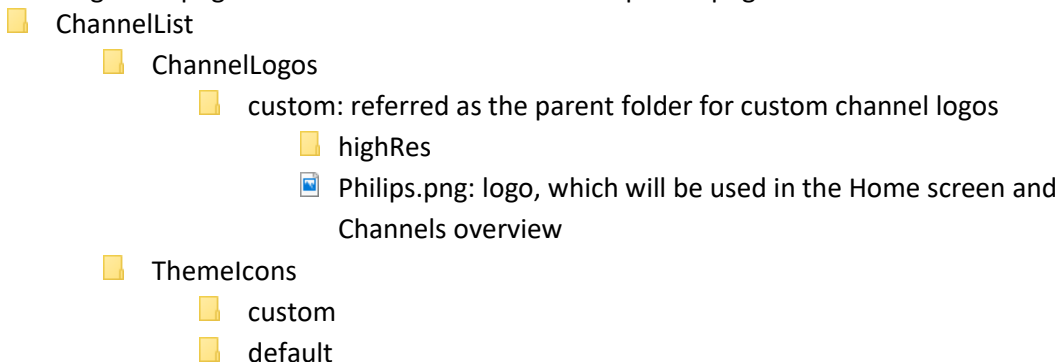 ChannelList
ChannelLogos
custom: referred as the parent folder for custom channel logos
highRes
Philips.png: logo, which will be used in the Home screen and
Channels overview
ThemeIcons
custom
default